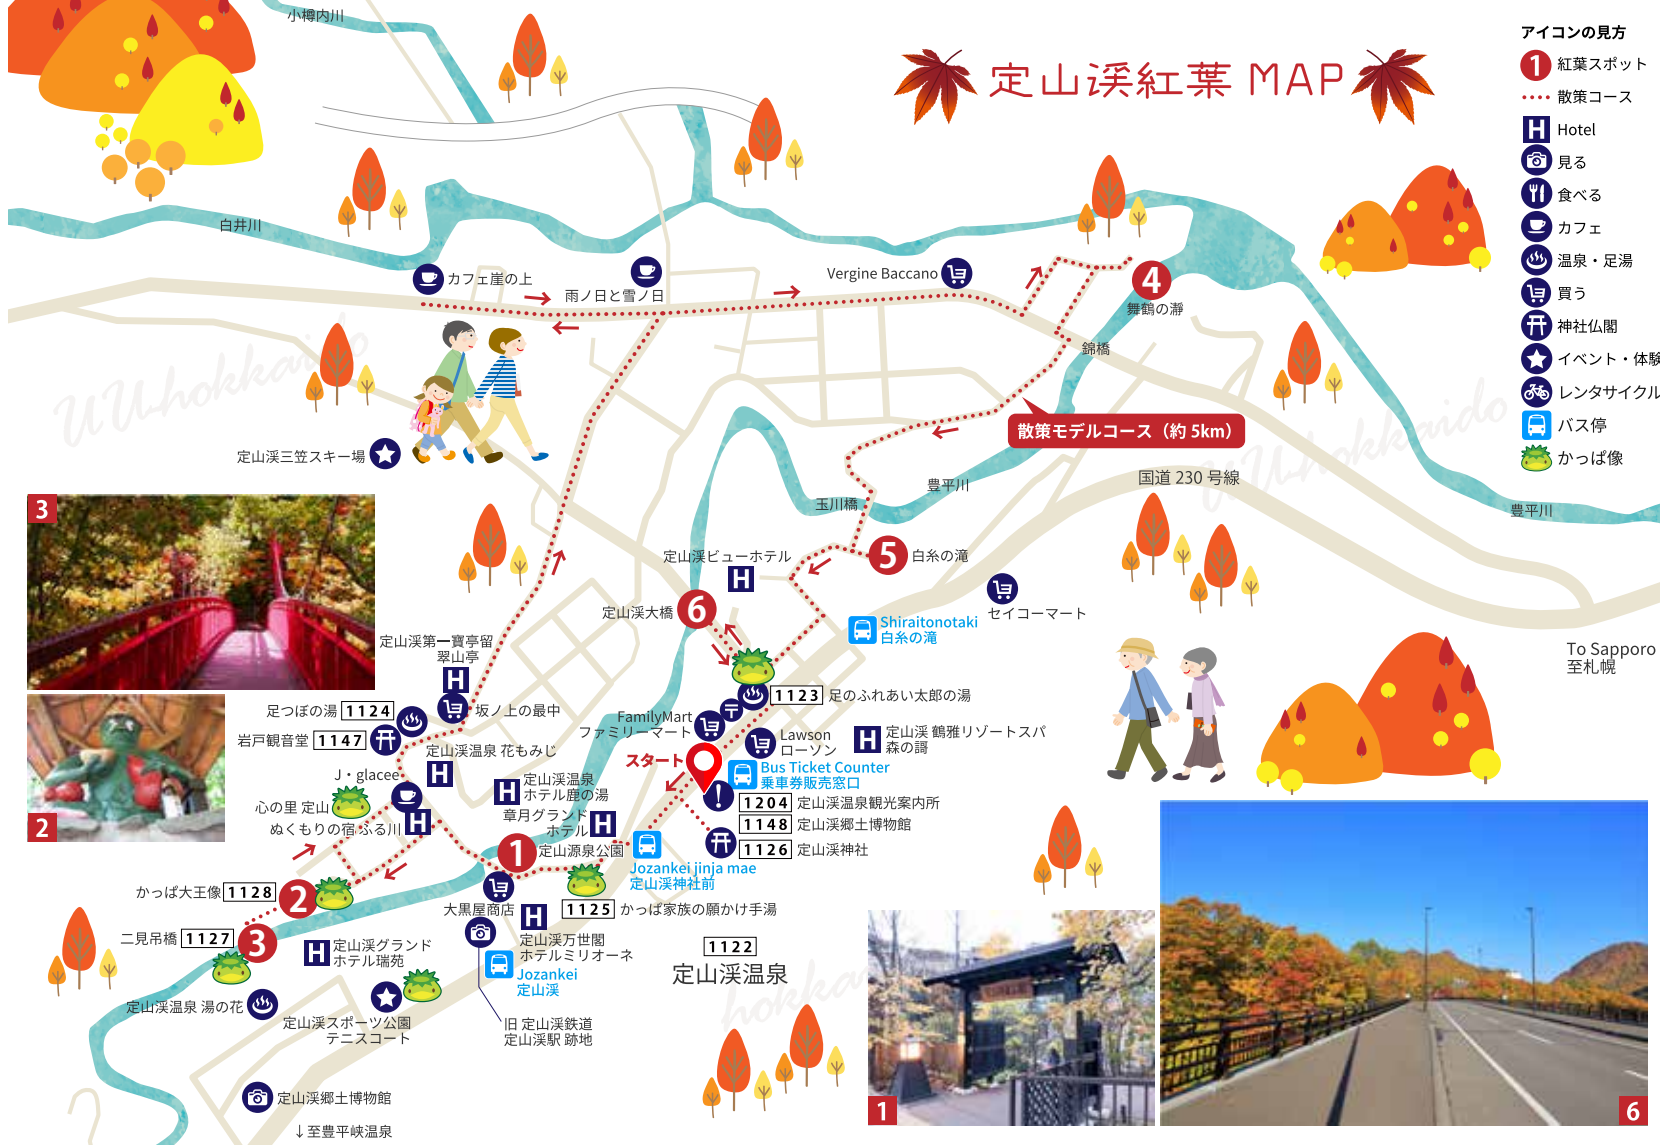 定山渓紅葉 MAP
アイコンの見方
1 紅葉スポット
散策コース
H Hotel
見る
食べる
カフェ
温泉・足湯
買う
神社仏閣
イベント・体験
レンタサイクル
バス停
かっぱ像
小樽内川
白井川
カフェ崖の上
雨ノ日と雪ノ日
Vergine Baccano
4
舞鶴の瀞
錦橋
散策モデルコース（約 5km）
国道 230 号線
豊平川
豊平川
玉川橋
定山渓三笠スキー場
UUhokkaido
UUhokkaido
hokka
3
定山渓ビューホテル
H
5 白糸の滝
定山渓大橋 6
セイコーマート
Shiraitonotaki
白糸の滝
To Sapporo
至札幌
定山渓第一寶亭留
翠山亭
H
足つぼの湯 1124
坂ノ上の最中
岩戸観音堂 1147
1123 足のふれあい太郎の湯
FamilyMart
ファミリーマート
〒
Lawson
ローソン
H 定山渓 鶴雅リゾートスパ
森の謌
スタート
Bus Ticket Counter
乗車券販売窓口
1204 定山渓温泉観光案内所
1148 定山渓郷土博物館
1126 定山渓神社
定山渓温泉 花もみじ
H
J・glacee
心の里 定山
ぬくもりの宿 ふる川 H
H 定山渓温泉
ホテル鹿の湯
章月グランド
ホテル H
1 定山源泉公園
Jozankei jinja mae
定山渓神社前
2
かっぱ大王像 1128 2
大黒屋商店
1125 かっぱ家族の願かけ手湯
二見吊橋 1127 3
H 定山渓グランド
ホテル瑞苑
H
定山渓万世閣
ホテルミリオーネ
Jozankei
定山渓
1122
定山渓温泉
定山渓温泉 湯の花
定山渓スポーツ公園
テニスコート
旧 定山渓鉄道
定山渓駅 跡地
定山渓郷土博物館
↓至豊平峡温泉
1
6